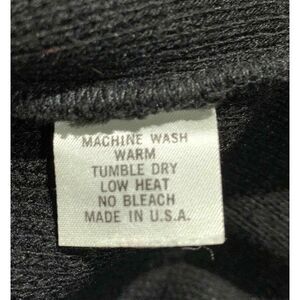 MACHINE WASH
WARM
TUMBLE DRY
LOW HEAT
NO BLEACH
MADE IN U.S.A.